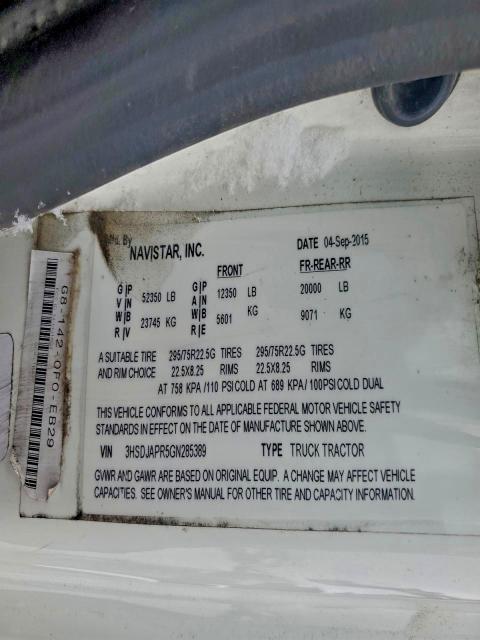 Mfd. By
NAVISTAR, INC. DATE 04-Sep-2015
FRONT FR-REAR-RR
G|P 52350 LB G|P 12350 LB 20000 LB
V|N A|N
W|B 23745 KG W|B 5601 KG 9071 KG
R|V R|E
A SUITABLE TIRE 295/75R22.5G TIRES 295/75R22.5G TIRES
AND RIM CHOICE 22.5X8.25 RIMS 22.5X8.25 RIMS
AT 758 KPA /110 PSI COLD AT 689 KPA / 100PSI COLD DUAL
THIS VEHICLE CONFORMS TO ALL APPLICABLE FEDERAL MOTOR VEHICLE SAFETY
STANDARDS IN EFFECT ON THE DATE OF MANUFACTURE SHOWN ABOVE.
VIN 3HSDJAPR5GN285389 TYPE TRUCK TRACTOR
GVWR AND GAWR ARE BASED ON ORIGINAL EQUIP. A CHANGE MAY AFFECT VEHICLE
CAPACITIES. SEE OWNER'S MANUAL FOR OTHER TIRE AND CAPACITY INFORMATION.
G8-142-0F0-EB29